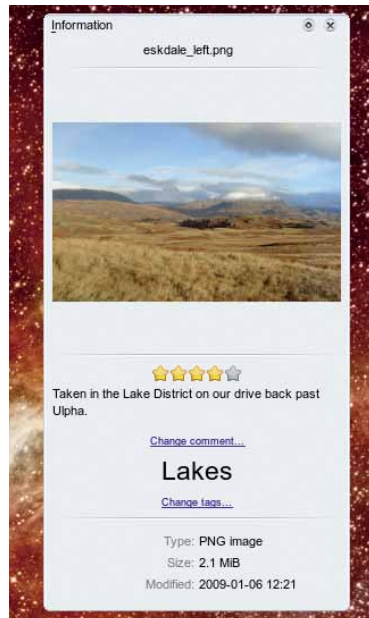 Information
eskdale_left.png
Taken in the Lake District on our drive back past
Ulpha.
Change comment...
Lakes
Change tags...
Type: PNG image
Size: 2.1 MiB
Modified: 2009-01-06 12:21